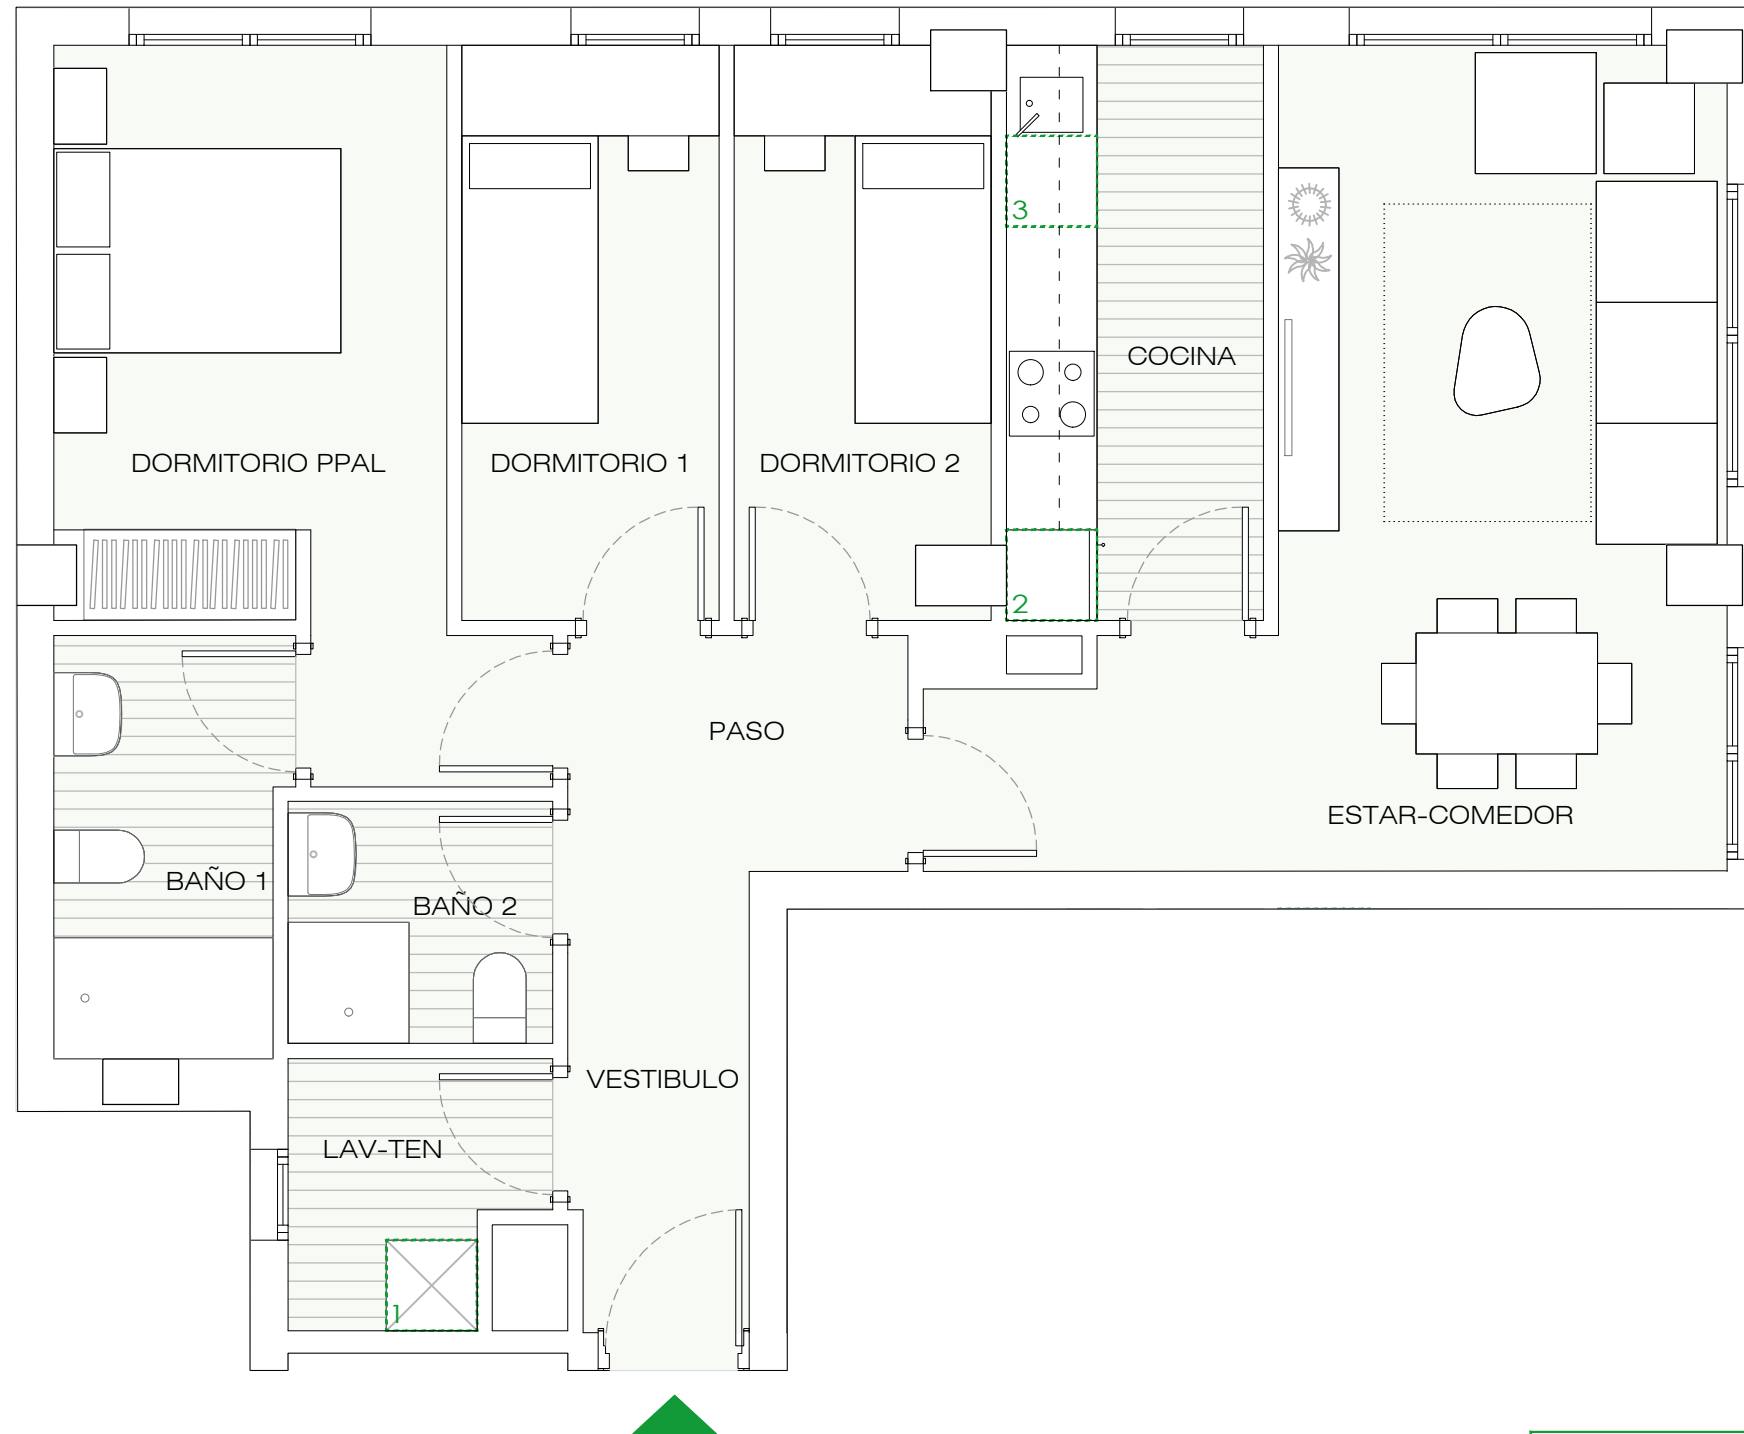 3
COCINA
DORMITORIO PPAL
DORMITORIO 1
DORMITORIO 2
2
PASO
ESTAR-COMEDOR
BAÑO 1
BAÑO 2
VESTIBULO
LAV-TEN
1